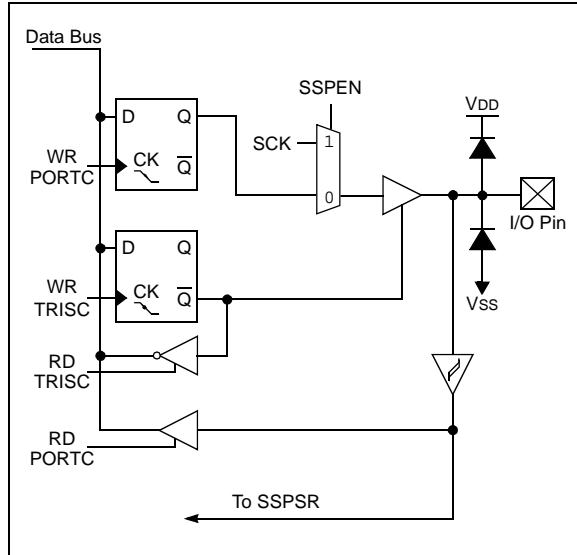 Data Bus
SSPEN
VDD
D Q
SCK 1
WR
PORTC
CK
Q
0
I/O Pin
D Q
WR
TRISC
CK
Q
VSS
RD
TRISC
RD
PORTC
To SSPSR